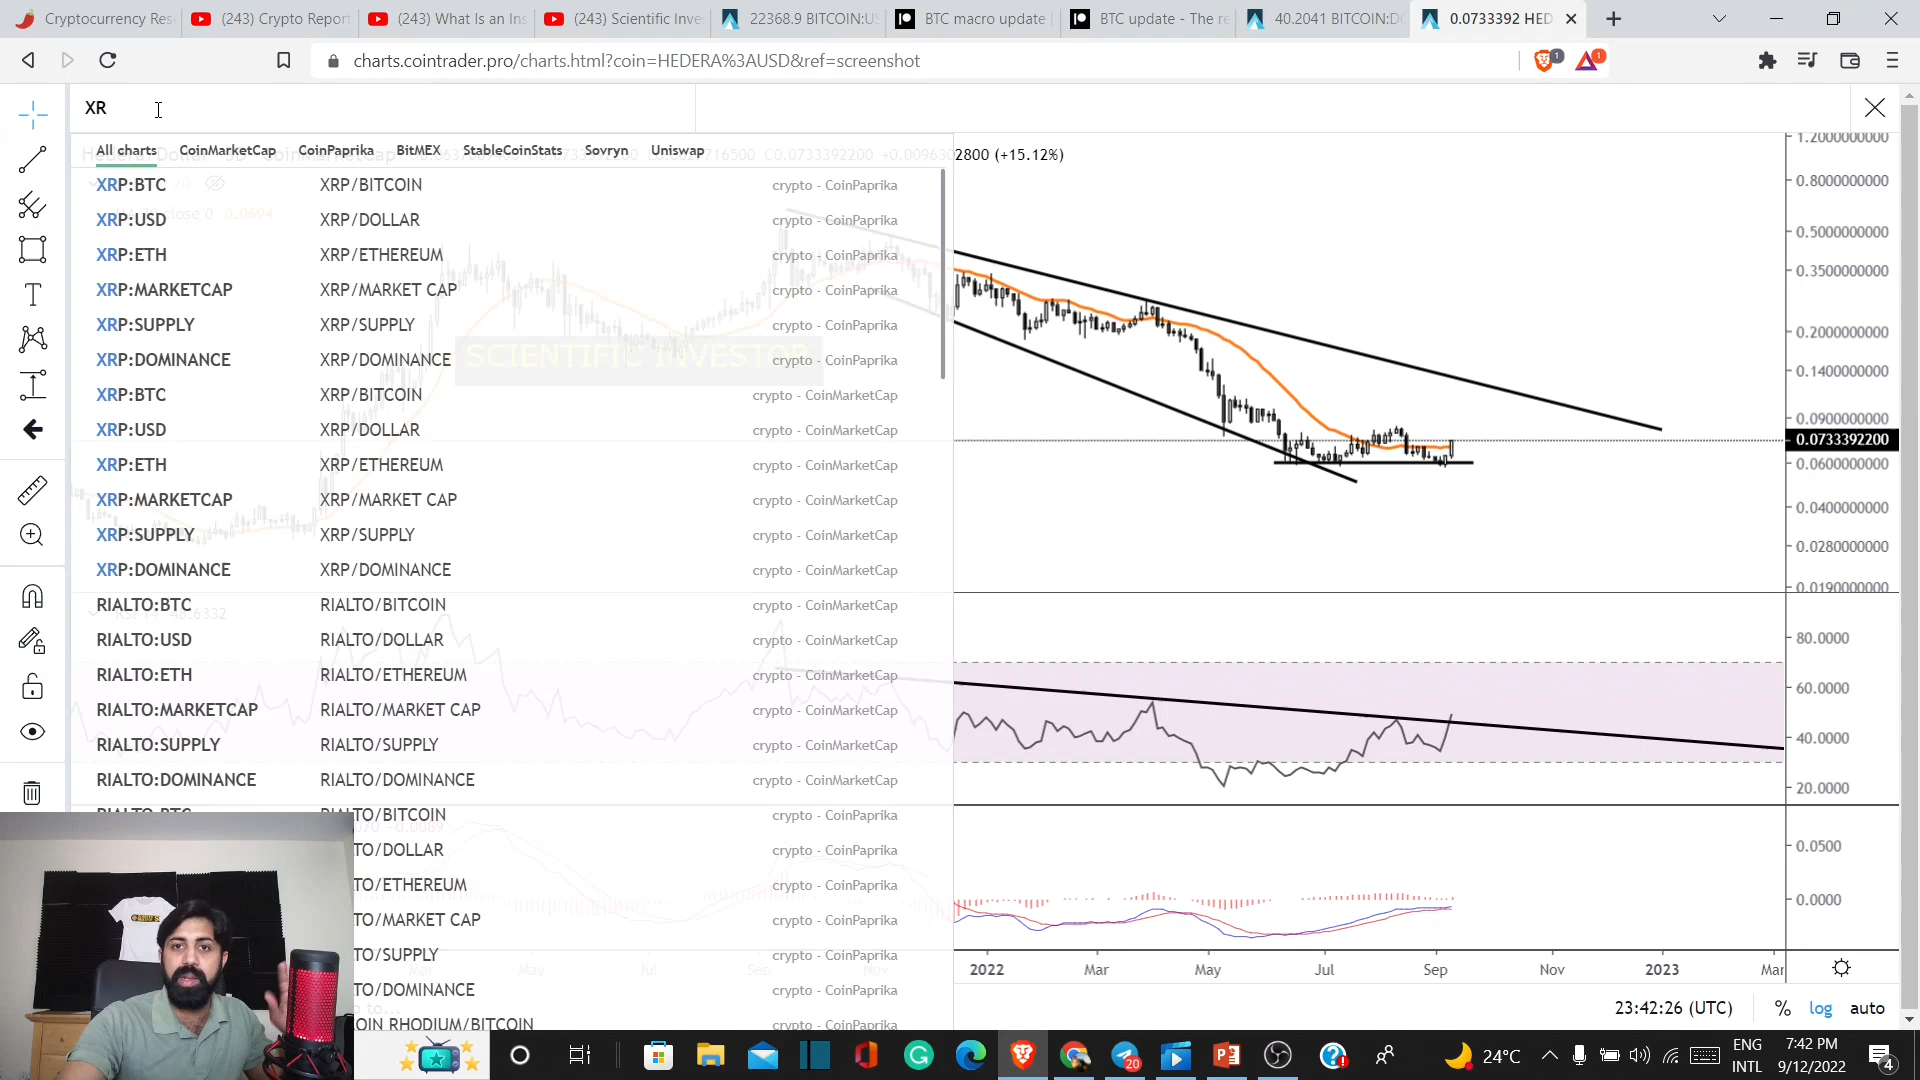 Cryptocurrency Res
(243) Crypto Report
(243) What Is an Ins
(243) Scientific Inve
22368.9 BITCOIN:US
BTC macro update
BTC update - The re
40.2041 BITCOIN:DO
0.0733392 HED
charts.cointrader.pro/charts.html?coin=HEDERA%3AUSD&ref=screenshot
1
1
XR
All charts CoinMarketCap CoinPaprika BitMEX StableCoinStats Sovryn Uniswap
2800 (+15.12%)
XRP:BTC XRP/BITCOIN crypto - CoinPaprika
XRP:USD XRP/DOLLAR crypto - CoinPaprika
XRP:ETH XRP/ETHEREUM crypto - CoinPaprika
XRP:MARKETCAP XRP/MARKET CAP crypto - CoinPaprika
XRP:SUPPLY XRP/SUPPLY crypto - CoinPaprika
XRP:DOMINANCE XRP/DOMINANCE crypto - CoinPaprika
SCIENTIFIC INVESTOR
XRP:BTC XRP/BITCOIN crypto - CoinMarketCap
XRP:USD XRP/DOLLAR crypto - CoinMarketCap
XRP:ETH XRP/ETHEREUM crypto - CoinMarketCap
XRP:MARKETCAP XRP/MARKET CAP crypto - CoinMarketCap
XRP:SUPPLY XRP/SUPPLY crypto - CoinMarketCap
XRP:DOMINANCE XRP/DOMINANCE crypto - CoinMarketCap
RIALTO:BTC RIALTO/BITCOIN crypto - CoinMarketCap
RIALTO:USD RIALTO/DOLLAR crypto - CoinMarketCap
RIALTO:ETH RIALTO/ETHEREUM crypto - CoinMarketCap
RIALTO:MARKETCAP RIALTO/MARKET CAP crypto - CoinMarketCap
RIALTO:SUPPLY RIALTO/SUPPLY crypto - CoinMarketCap
RIALTO:DOMINANCE RIALTO/DOMINANCE crypto - CoinMarketCap
RIALTO:BTC RIALTO/BITCOIN crypto - CoinPaprika
TO/DOLLAR crypto - CoinPaprika
TO/ETHEREUM crypto - CoinPaprika
TO/MARKET CAP crypto - CoinPaprika
TO/SUPPLY crypto - CoinPaprika
TO/DOMINANCE crypto - CoinPaprika
COIN RHODIUM/BITCOIN crypto - CoinPaprika
1.2000000000
0.8000000000
0.5000000000
0.3500000000
0.2000000000
0.1400000000
0.0900000000
0.0733392200
0.0600000000
0.0400000000
0.0280000000
0.0190000000
80.0000
60.0000
40.0000
20.0000
0.0500
0.0000
2022 Mar May Jul Sep Nov 2023 Mar
23:42:26 (UTC) % log auto
20
24°C
ENG
INTL
7:42 PM
9/12/2022
4